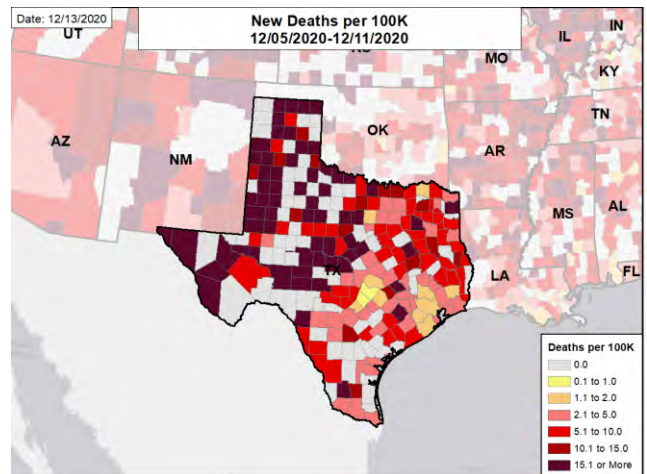 Date: 12/13/2020
New Deaths per 100K
12/05/2020-12/11/2020
UT
MO
IL
IN
KY
AZ
NM
OK
AR
TN
MS
AL
TX
LA
FL
Deaths per 100K
0.0
0.1 to 1.0
1.1 to 2.0
2.1 to 5.0
5.1 to 10.0
10.1 to 15.0
15.1 or More